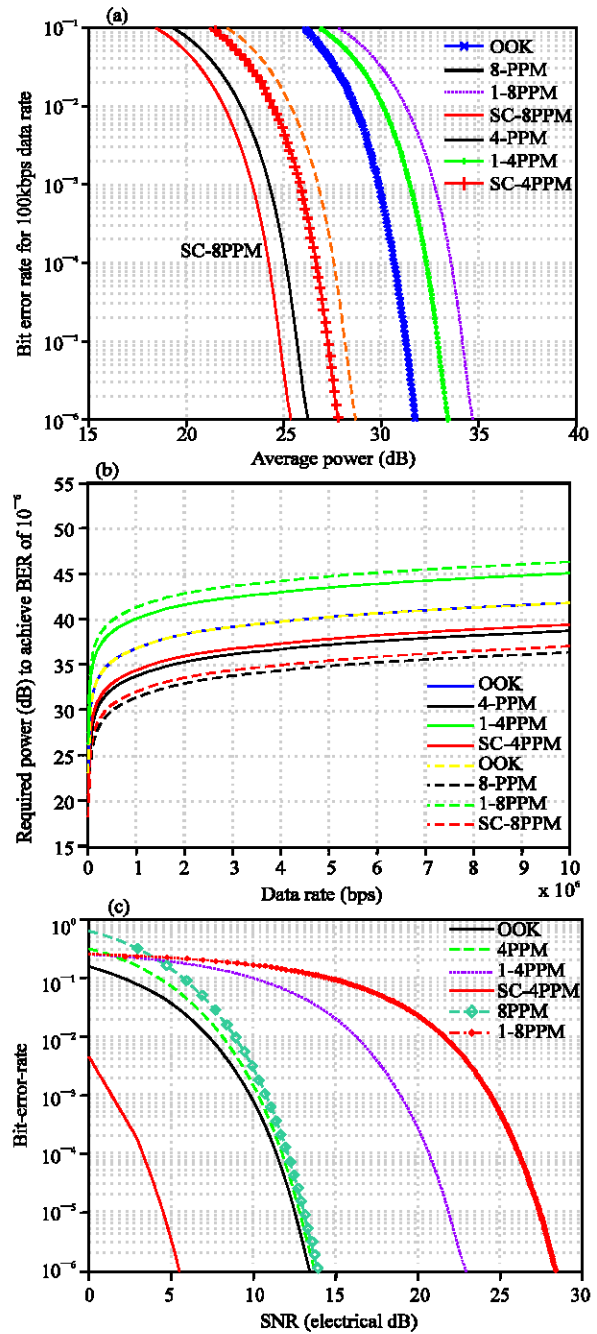 (a)
Bit error rate for 100kbps data rate
10⁻¹
10⁻²
10⁻³
10⁻⁴
10⁻¹
10⁻⁶
OOK
8-PPM
1-8PPM
SC-8PPM
4-PPM
1-4PPM
SC-4PPM
SC-8PPM
15 20 25 30 35 40
Average power (dB)
(b)
Required power (dB) to achieve BER of 10⁻⁶
55
50
45
40
35
30
25
20
15
OOK
4-PPM
1-4PPM
SC-4PPM
OOK
8-PPM
1-8PPM
SC-8PPM
0 1 2 3 4 5 6 7 8 9 10
Data rate (bps)
x 10⁶
(c)
Bit-error-rate
10⁰
10⁻¹
10⁻²
10⁻³
10⁻⁴
10⁻⁵
10⁻⁶
OOK
4PPM
1-4PPM
SC-4PPM
8PPM
1-8PPM
0 5 10 15 20 25 30
SNR (electrical dB)